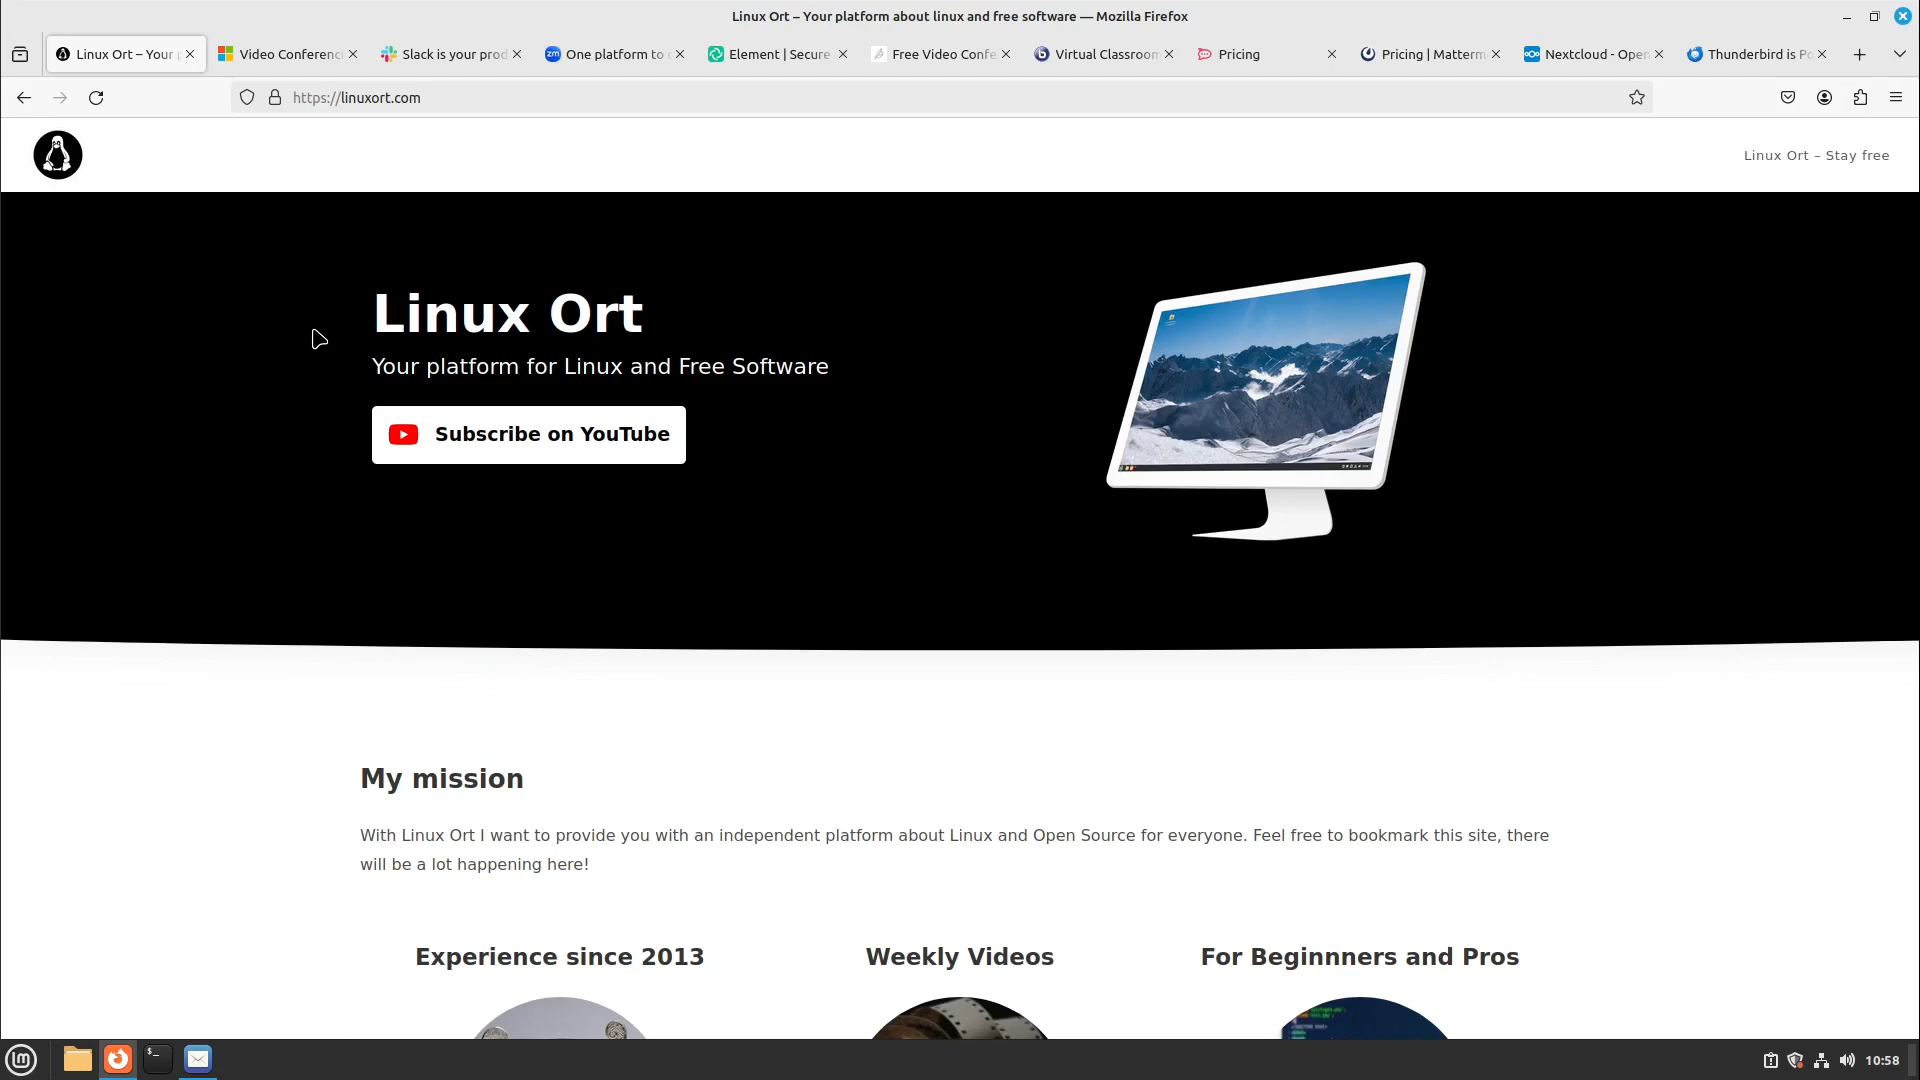 Linux Ort – Your platform about linux and free software — Mozilla Firefox
Linux Ort – Your p
Video Conferenci
Slack is your prod
One platform to c
Element | Secure
Free Video Confe
Virtual Classroom
Pricing
Pricing | Matterm
Nextcloud - Open
Thunderbird is Po
https://linuxort.com
Linux Ort – Stay free
Linux Ort
Your platform for Linux and Free Software
Subscribe on YouTube
My mission
With Linux Ort I want to provide you with an independent platform about Linux and Open Source for everyone. Feel free to bookmark this site, there
will be a lot happening here!
Experience since 2013
Weekly Videos
For Beginnners and Pros
10:58